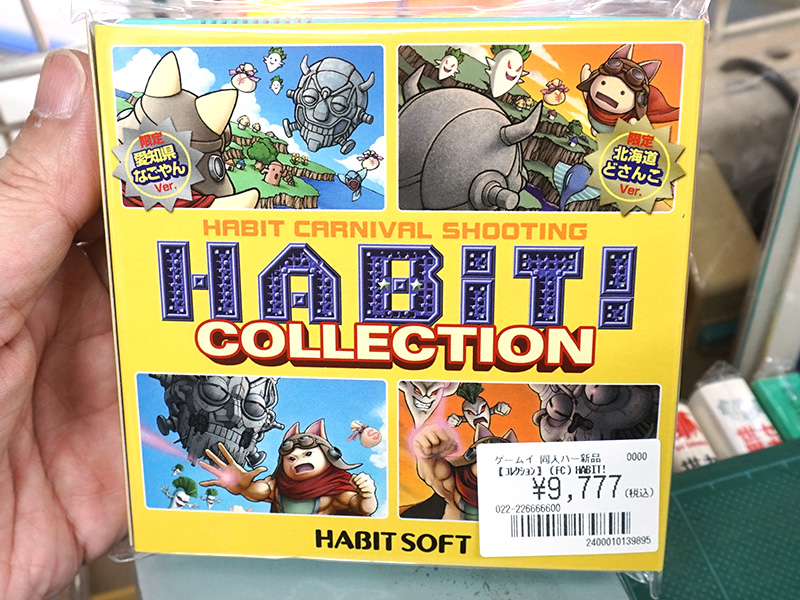 限定
愛知県
なごやん
Ver.
限定
北海道
どさんこ
Ver.
HABIT CARNIVAL SHOOTING
HABiT!
COLLECTION
ゲームイ 同人ハー新品 0000
【コレクション】 (FC) HABIT!
¥9,777(税込)
022-226666600
2400010139895
HABIT SOFT